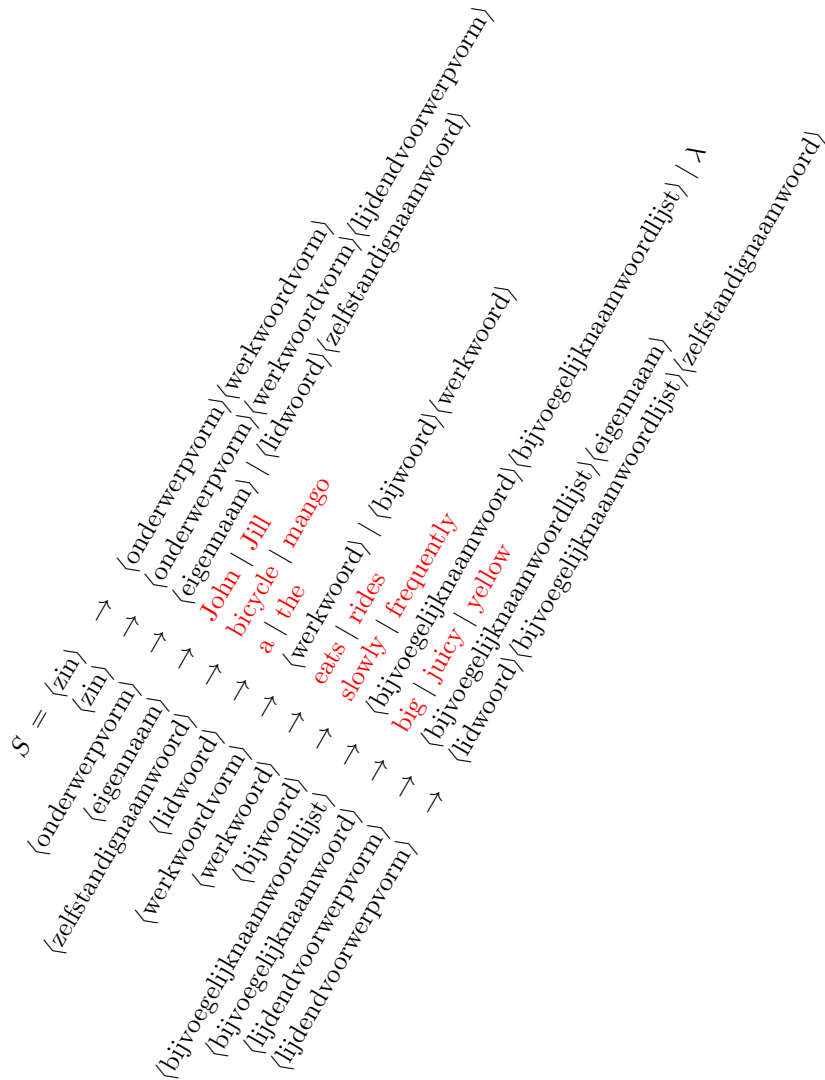 S = ⟨zin⟩ → ⟨onderwerpvorm⟩⟨werkwoordvorm⟩
⟨zin⟩ → ⟨onderwerpvorm⟩⟨werkwoordvorm⟩⟨lijdendvoorwerpvorm⟩
⟨onderwerpvorm⟩ → ⟨eigennaam⟩ | ⟨lidwoord⟩⟨zelfstandignaamwoord⟩
⟨eigennaam⟩ → John | Jill
⟨zelfstandignaamwoord⟩ → bicycle | mango
⟨lidwoord⟩ → a | the
⟨werkwoordvorm⟩ → ⟨werkwoord⟩ | ⟨bijwoord⟩⟨werkwoord⟩
⟨werkwoord⟩ → eats | rides
⟨bijwoord⟩ → slowly | frequently
⟨bijvoegelijknaamwoordlijst⟩ → ⟨bijvoegelijknaamwoord⟩⟨bijvoegelijknaamwoordlijst⟩ | λ
⟨bijvoegelijknaamwoord⟩ → big | juicy | yellow
⟨lijdendvoorwerpvorm⟩ → ⟨bijvoegelijknaamwoordlijst⟩⟨eigennaam⟩
⟨lijdendvoorwerpvorm⟩ → ⟨lidwoord⟩⟨bijvoegelijknaamwoordlijst⟩⟨zelfstandignaamwoord⟩